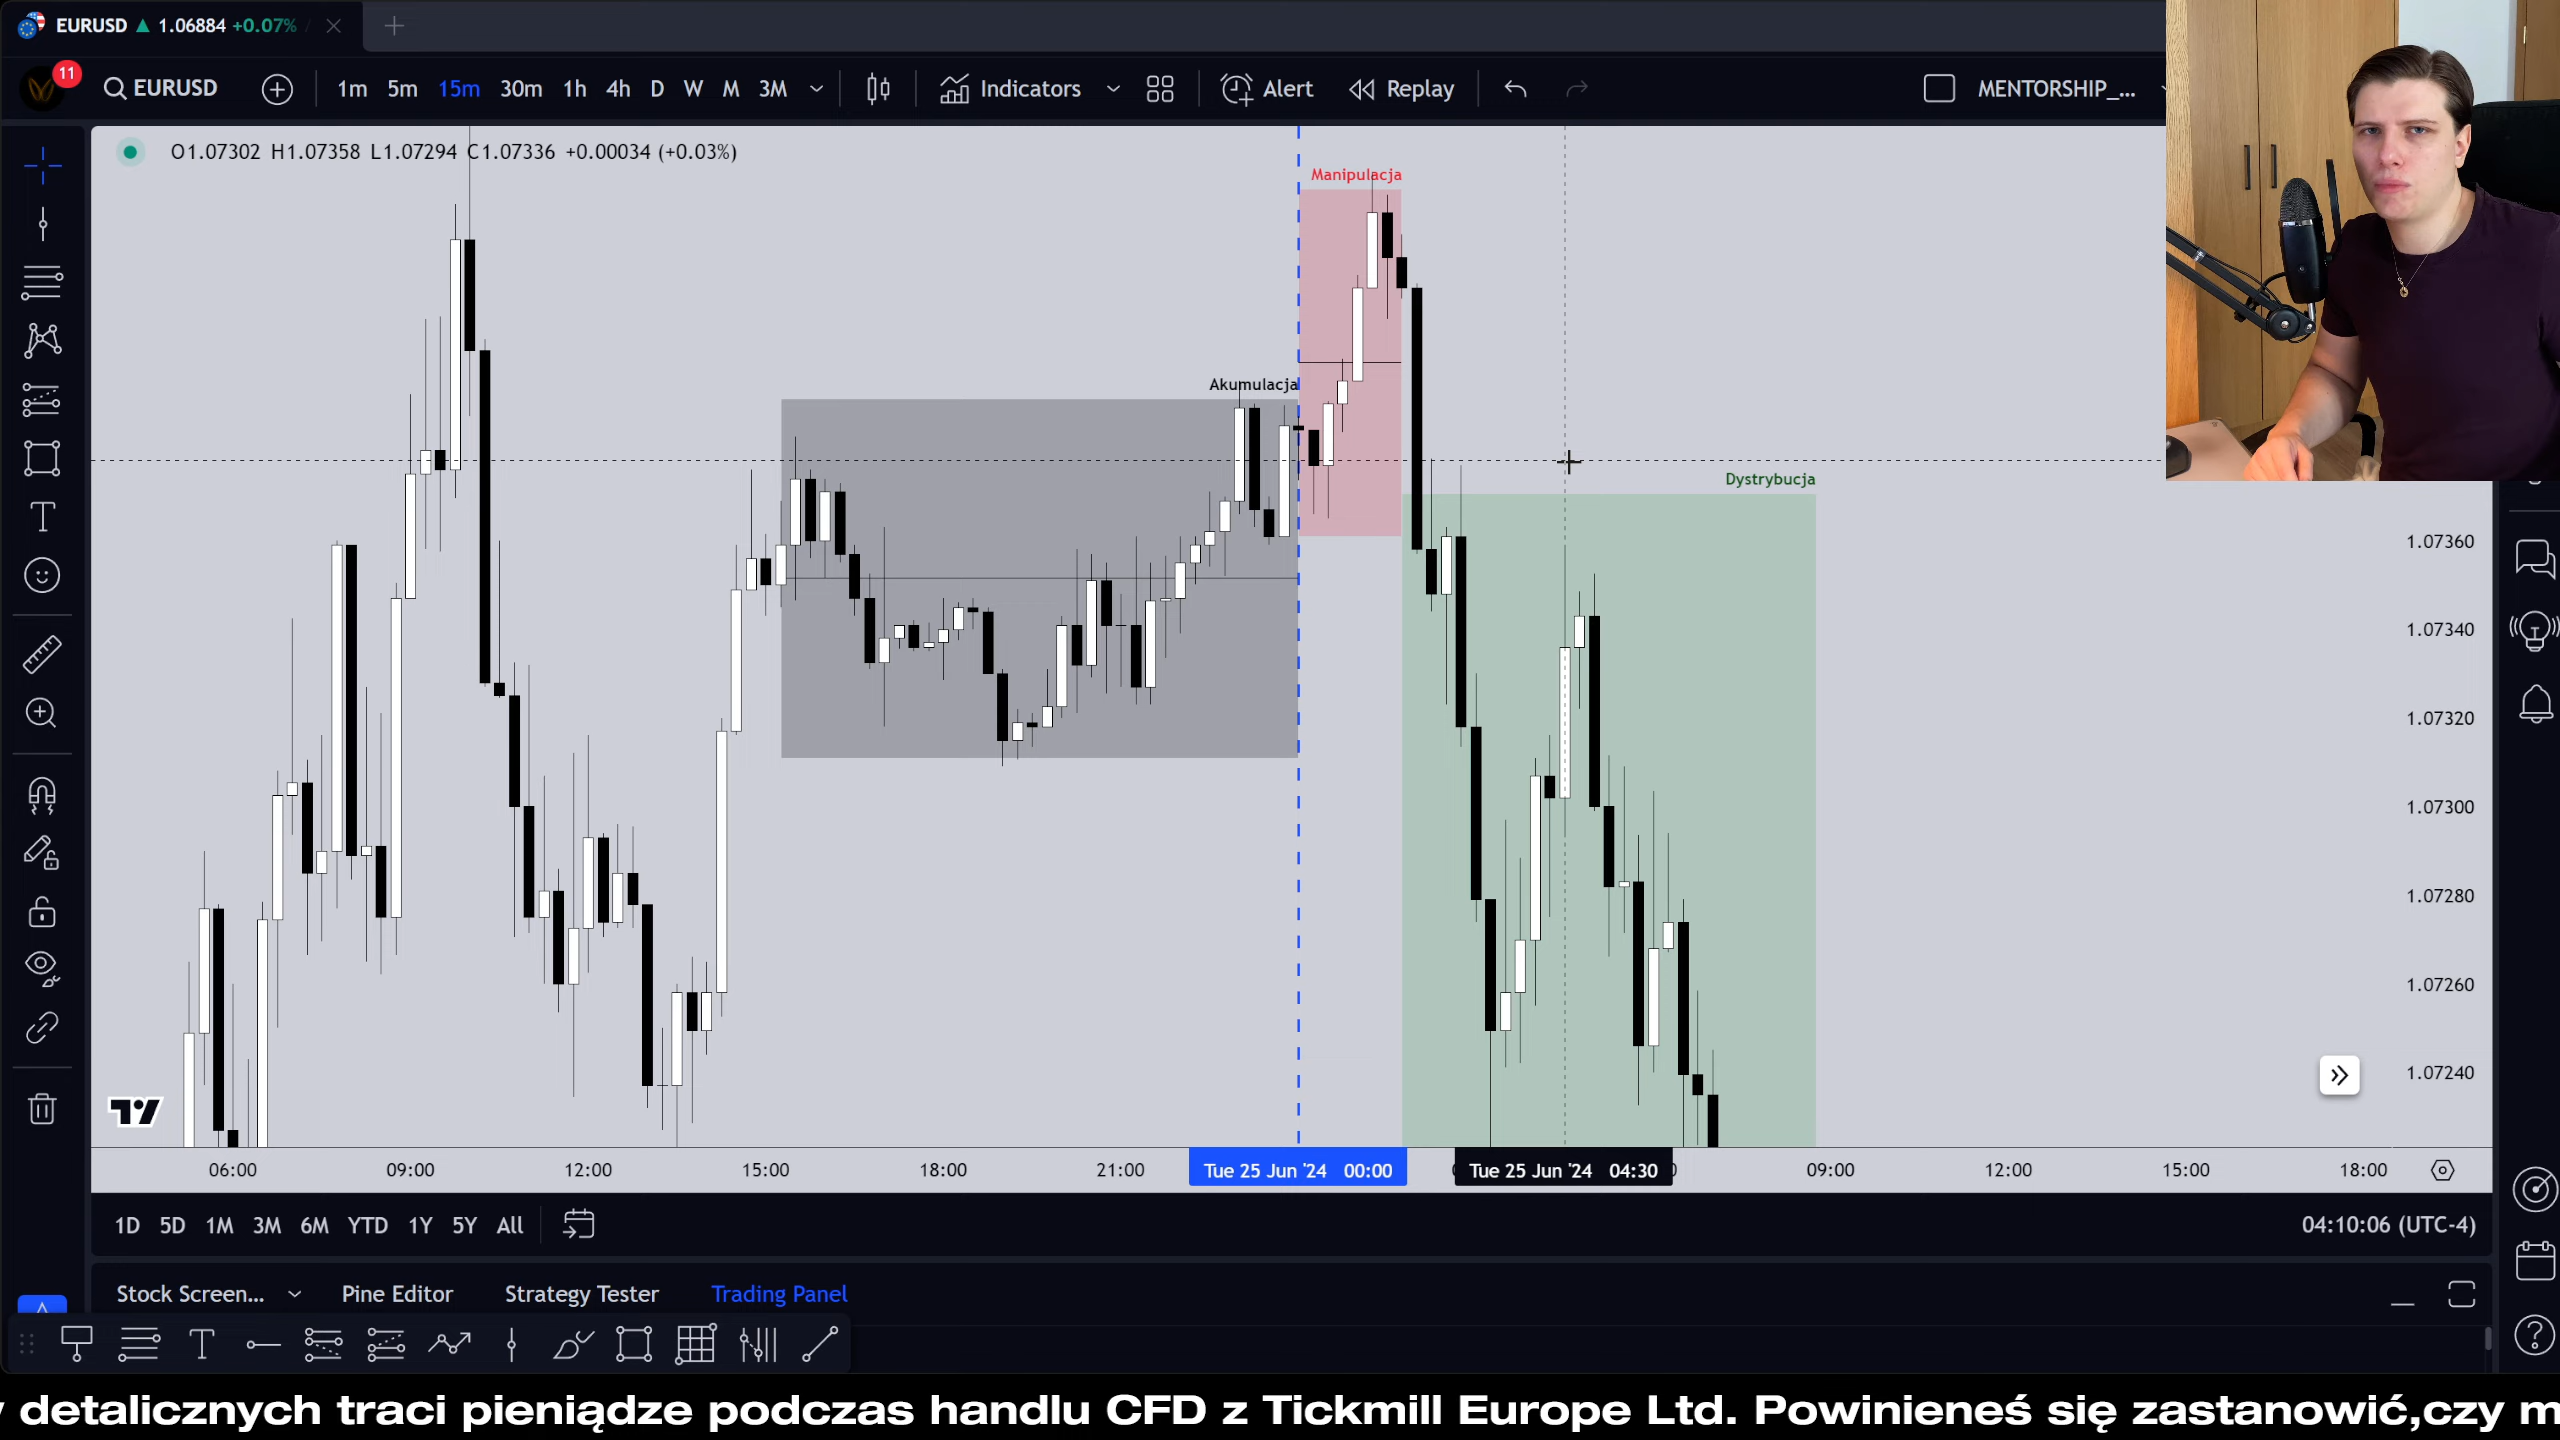 EURUSD 1.06884 +0.07%
11
EURUSD 1m 5m 15m 30m 1h 4h D W M 3M Indicators Alert Replay MENTORSHIP_...
O1.07302 H1.07358 L1.07294 C1.07336 +0.00034 (+0.03%)
Manipulacja
Akumulacja
Dystrybucja
1.07360
1.07340
1.07320
1.07300
1.07280
1.07260
1.07240
06:00 09:00 12:00 15:00 18:00 21:00 Tue 25 Jun '24 00:00 Tue 25 Jun '24 04:30 09:00 12:00 15:00 18:00
1D 5D 1M 3M 6M YTD 1Y 5Y All 04:10:06 (UTC-4)
Stock Screen... Pine Editor Strategy Tester Trading Panel
detalicznych traci pieniądze podczas handlu CFD z Tickmill Europe Ltd. Powinieneś się zastanowić,czy